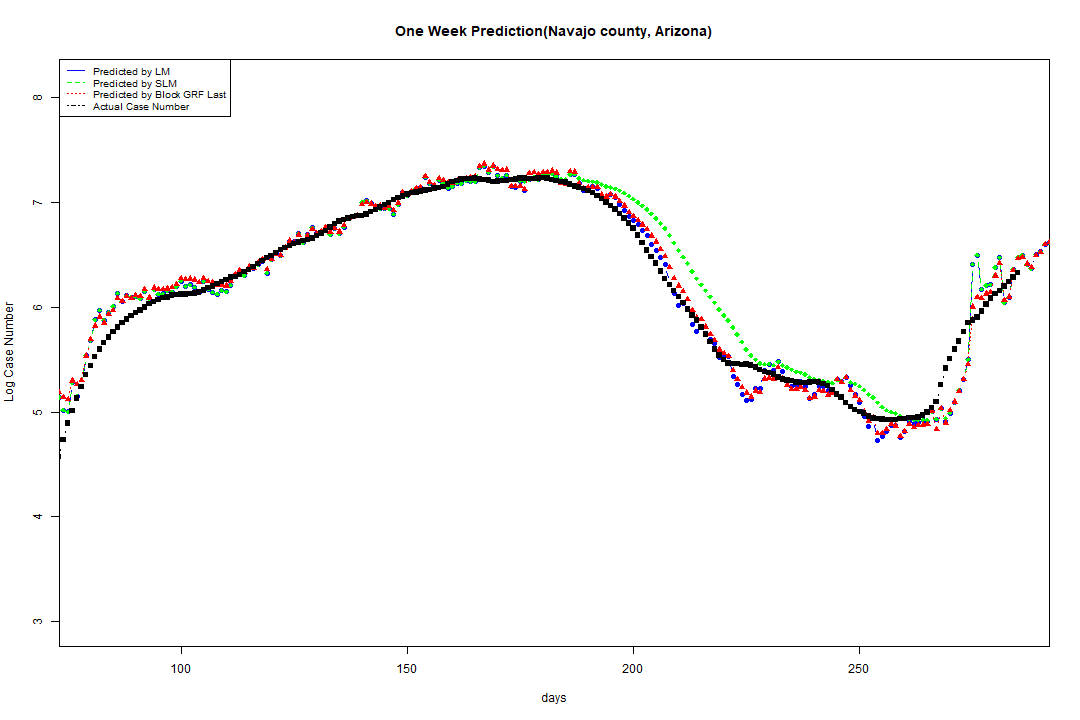 One Week Prediction(Navajo county, Arizona)
Predicted by LM
Predicted by SLM
Predicted by Block GRF Last
Actual Case Number
Log Case Number
8
7
6
5
4
3
100 150 200 250
days